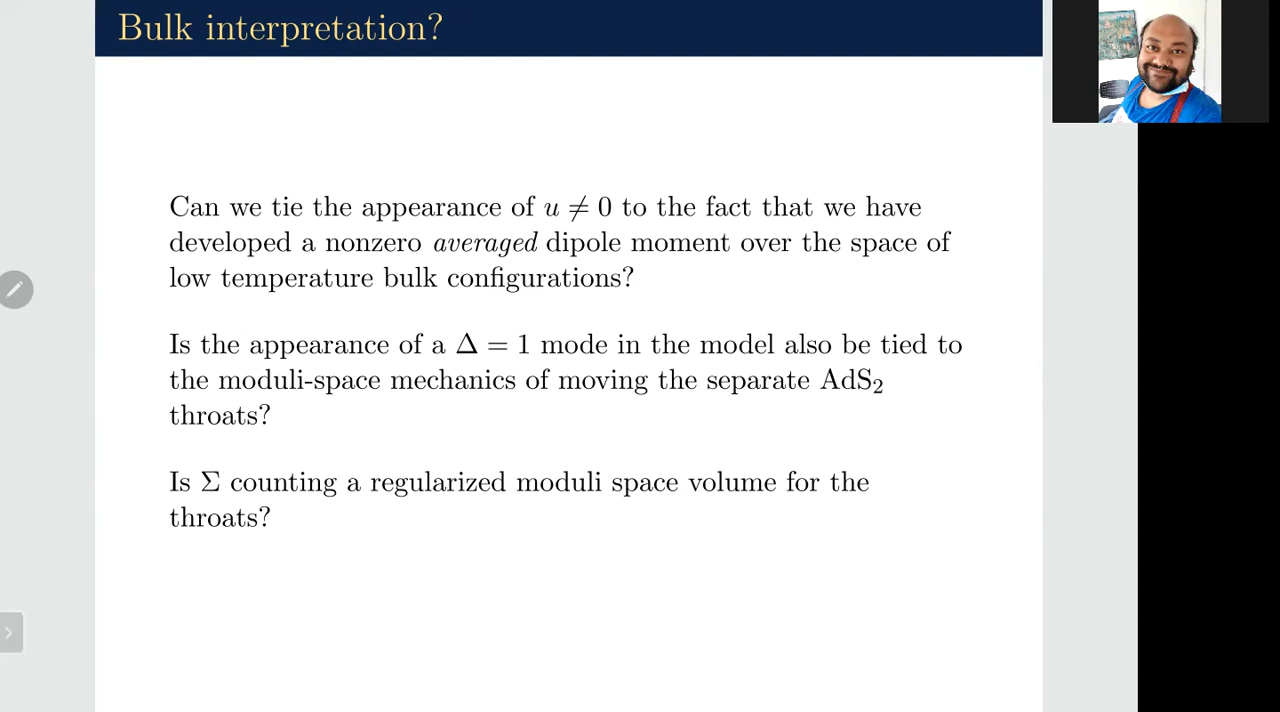 Bulk interpretation?
Can we tie the appearance of u ≠ 0 to the fact that we have
developed a nonzero averaged dipole moment over the space of
low temperature bulk configurations?
Is the appearance of a Δ = 1 mode in the model also be tied to
the moduli-space mechanics of moving the separate AdS₂
throats?
Is Σ counting a regularized moduli space volume for the
throats?